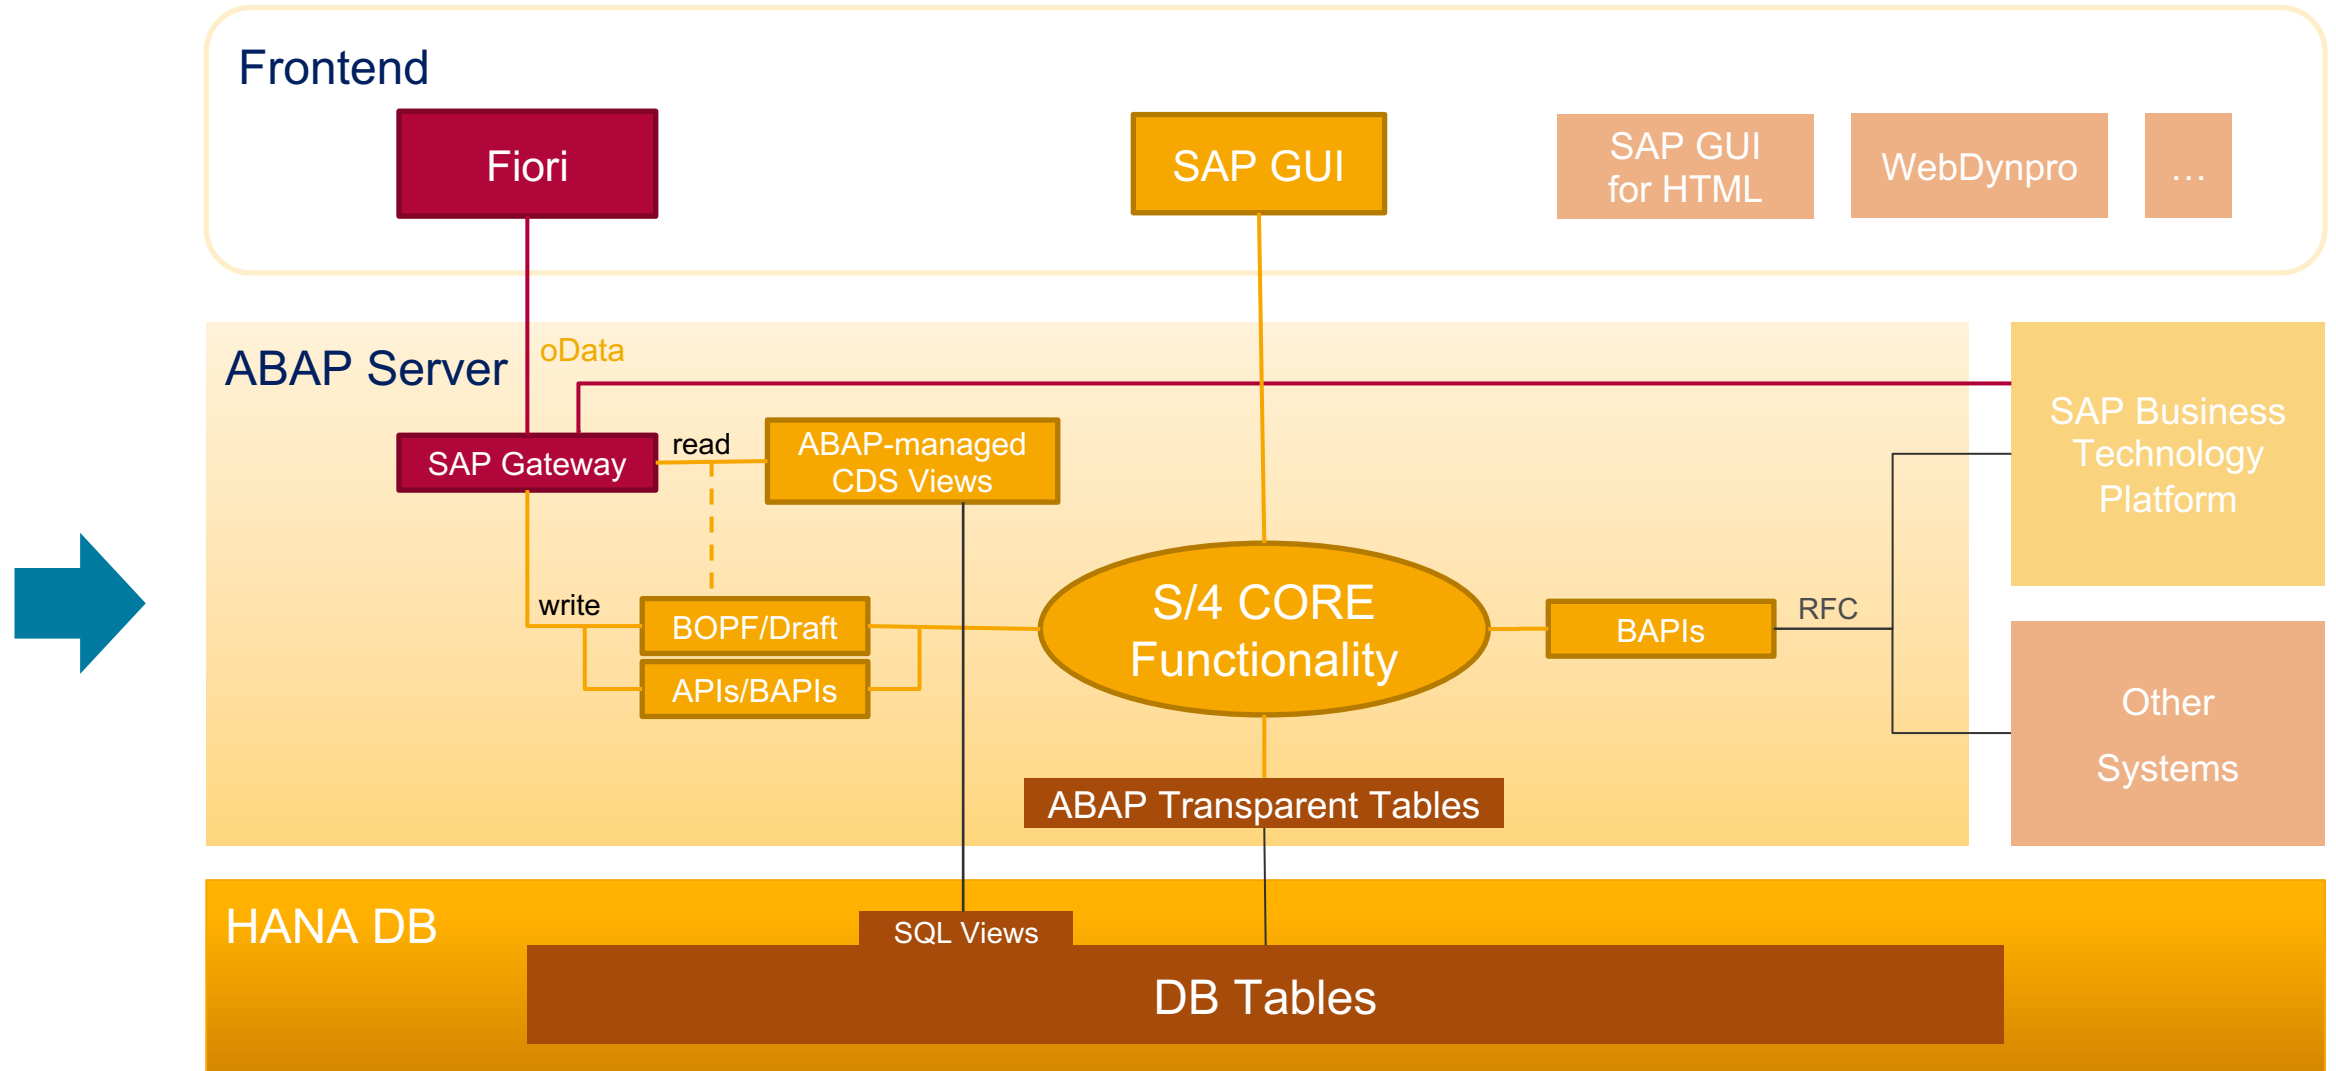 Frontend
Fiori
SAP GUI
SAP GUI
for HTML
WebDynpro
...
ABAP Server
oData
SAP Gateway
read
ABAP-managed
CDS Views
SAP Business
Technology
Platform
write
BOPF/Draft
APIs/BAPIs
S/4 CORE
Functionality
BAPIs
RFC
Other
Systems
ABAP Transparent Tables
HANA DB
SQL Views
DB Tables